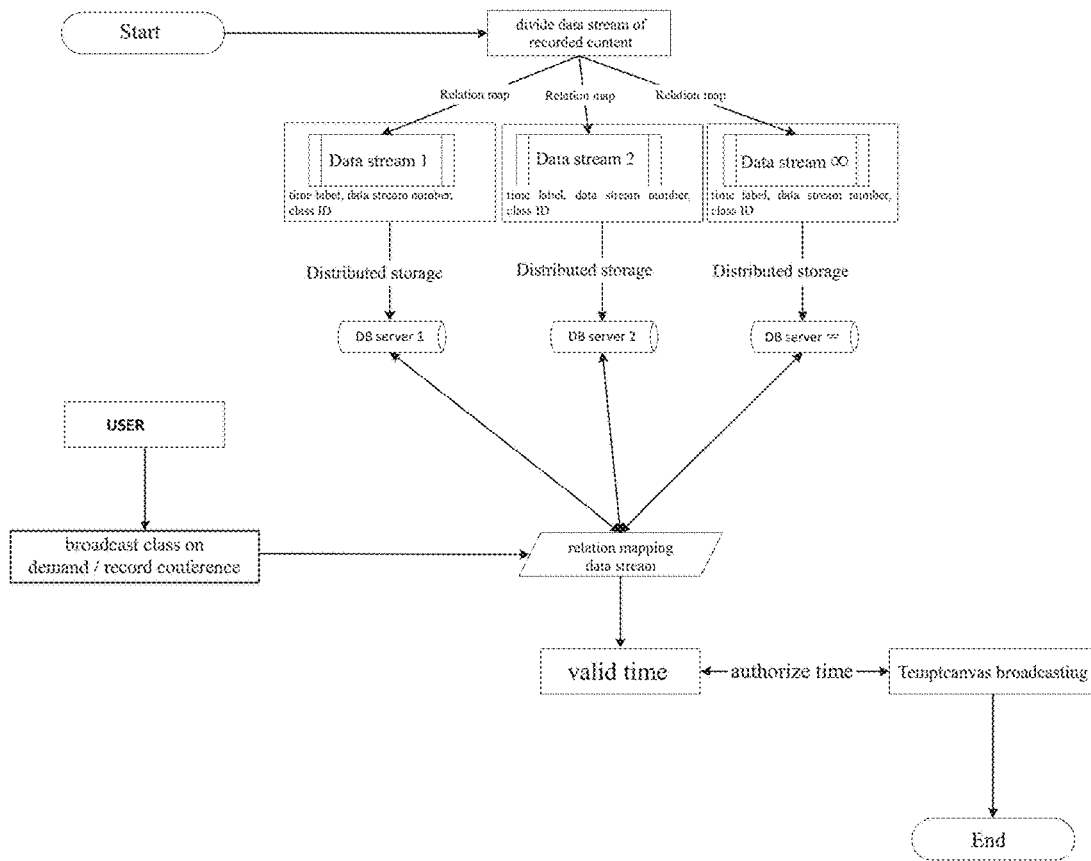 Start
divide data stream of
recorded content
Relation map
Relation map
Relation map
Data stream 1
time label, data stream number,
class ID
Data stream 2
time label, data stream number,
class ID
Data stream ∞
time label, data stream number,
class ID
Distributed storage
Distributed storage
Distributed storage
DB server 1
DB server 2
DB server ∞
USER
broadcast class on
demand / record conference
relation mapping
data stream
valid time
authorize time
Temptcanvas broadcasting
End